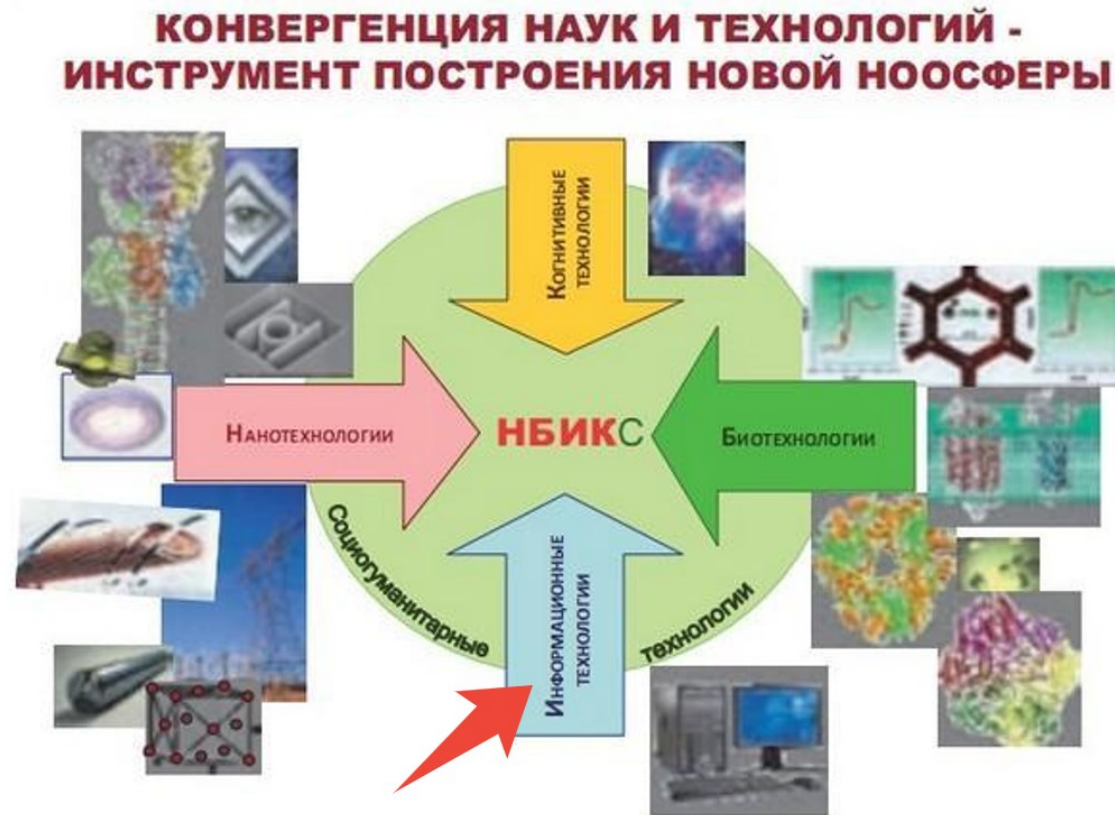 КОНВЕРГЕНЦИЯ НАУК И ТЕХНОЛОГИЙ -
ИНСТРУМЕНТ ПОСТРОЕНИЯ НОВОЙ НООСФЕРЫ
КОГНИТИВНЫЕ
ТЕХНОЛОГИИ
НАНОТЕХНОЛОГИИ
НБИКС
БИОТЕХНОЛОГИИ
ИНФОРМАЦИОННЫЕ
ТЕХНОЛОГИИ
Социогуманитарные
технологии